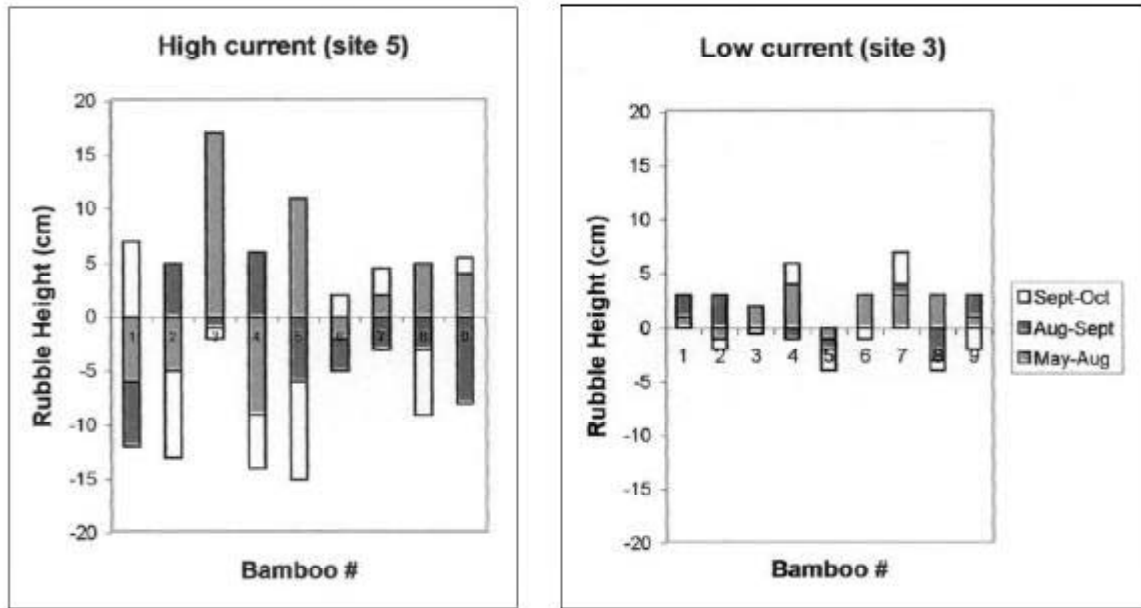 High current (site 5)
Rubble Height (cm)
20
15
10
5
0
-5
-10
-15
-20
1 2 3 4 5 6 7 8 9
Bamboo #
Low current (site 3)
Rubble Height (cm)
20
15
10
5
0
-5
-10
-15
-20
1 2 3 4 5 6 7 8 9
Bamboo #
Sept-Oct
Aug-Sept
May-Aug